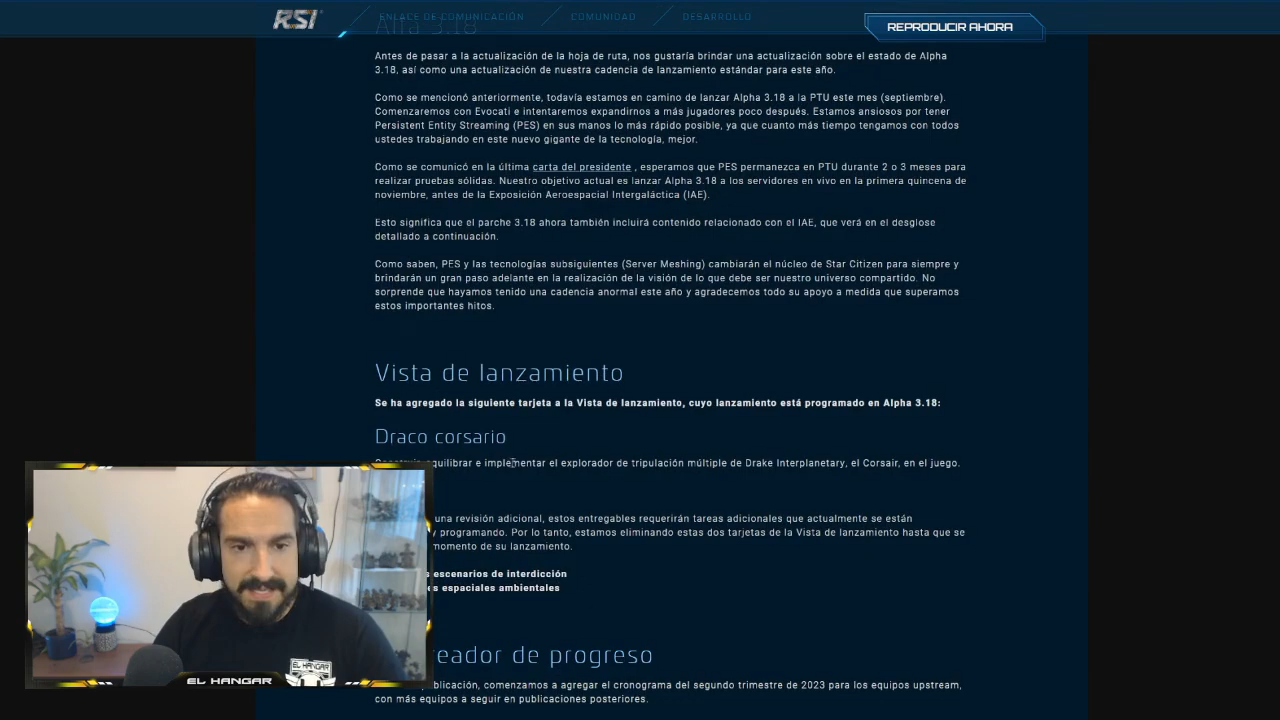 RSI
ENLACE DE COMUNICACIÓN
COMUNIDAD
DESARROLLO
REPRODUCIR AHORA
Alfa 3.18
Antes de pasar a la actualización de la hoja de ruta, nos gustaría brindar una actualización sobre el estado de Alpha
3.18, así como una actualización de nuestra cadencia de lanzamiento estándar para este año.
Como se mencionó anteriormente, todavía estamos en camino de lanzar Alpha 3.18 a la PTU este mes (septiembre).
Comenzaremos con Evocati e intentaremos expandirnos a más jugadores poco después. Estamos ansiosos por tener
Persistent Entity Streaming (PES) en sus manos lo más rápido posible, ya que cuanto más tiempo tengamos con todos
ustedes trabajando en este nuevo gigante de la tecnología, mejor.
Como se comunicó en la última carta del presidente , esperamos que PES permanezca en PTU durante 2 o 3 meses para
realizar pruebas sólidas. Nuestro objetivo actual es lanzar Alpha 3.18 a los servidores en vivo en la primera quincena de
noviembre, antes de la Exposición Aeroespacial Intergaláctica (IAE).
Esto significa que el parche 3.18 ahora también incluirá contenido relacionado con el IAE, que verá en el desglose
detallado a continuación.
Como saben, PES y las tecnologías subsiguientes (Server Meshing) cambiarán el núcleo de Star Citizen para siempre y
brindarán un gran paso adelante en la realización de la visión de lo que debe ser nuestro universo compartido. No
sorprende que hayamos tenido una cadencia anormal este año y agradecemos todo su apoyo a medida que superamos
estos importantes hitos.
Vista de lanzamiento
Se ha agregado la siguiente tarjeta a la Vista de lanzamiento, cuyo lanzamiento está programado en Alpha 3.18:
Draco corsario
equilibrar e implementar el explorador de tripulación múltiple de Drake Interplanetary, el Corsair, en el juego.
una revisión adicional, estos entregables requerirán tareas adicionales que actualmente se están
y programando. Por lo tanto, estamos eliminando estas dos tarjetas de la Vista de lanzamiento hasta que se
momento de su lanzamiento.
escenarios de interdicción
espaciales ambientales
de progreso
publicación, comenzamos a agregar el cronograma del segundo trimestre de 2023 para los equipos upstream,
con más equipos a seguir en publicaciones posteriores.
EL HANGAR
EL HANGAR